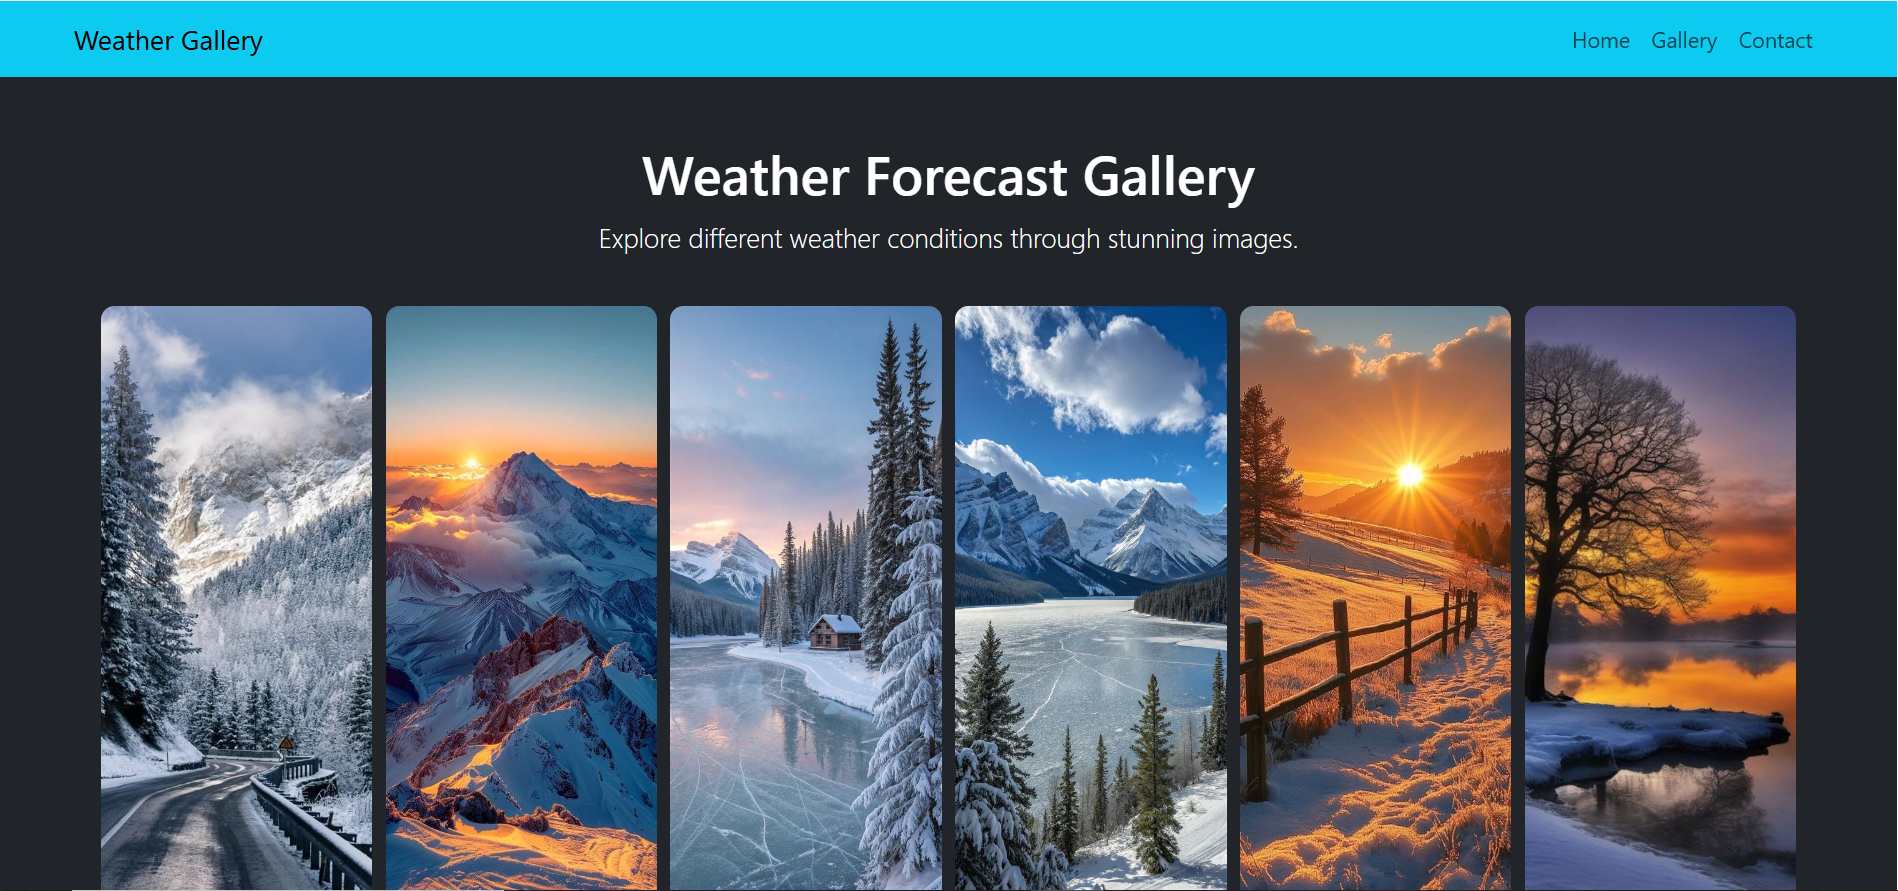 Weather Gallery
Home Gallery Contact
Weather Forecast Gallery
Explore different weather conditions through stunning images.